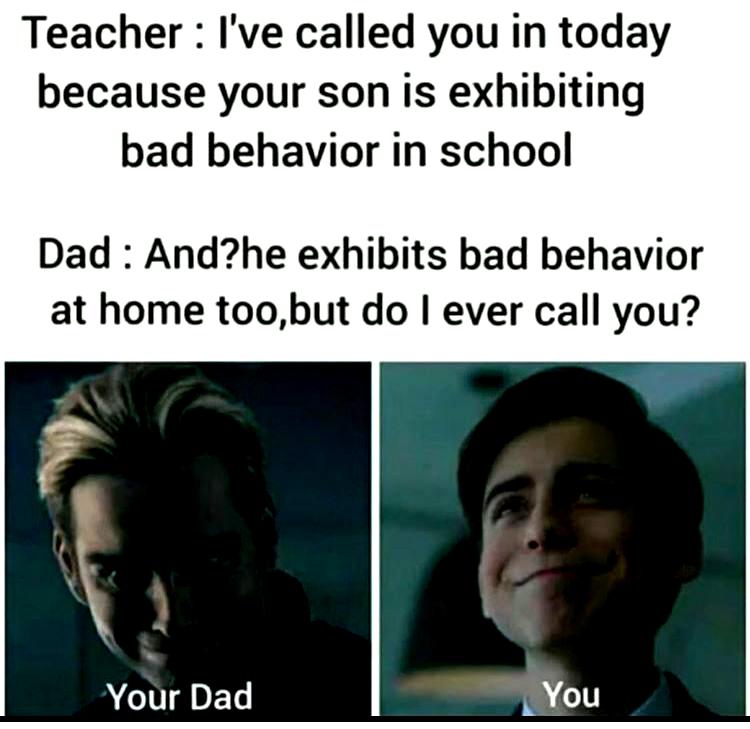 Teacher : I've called you in today
because your son is exhibiting
bad behavior in school
Dad : And?he exhibits bad behavior
at home too,but do I ever call you?
Your Dad
You